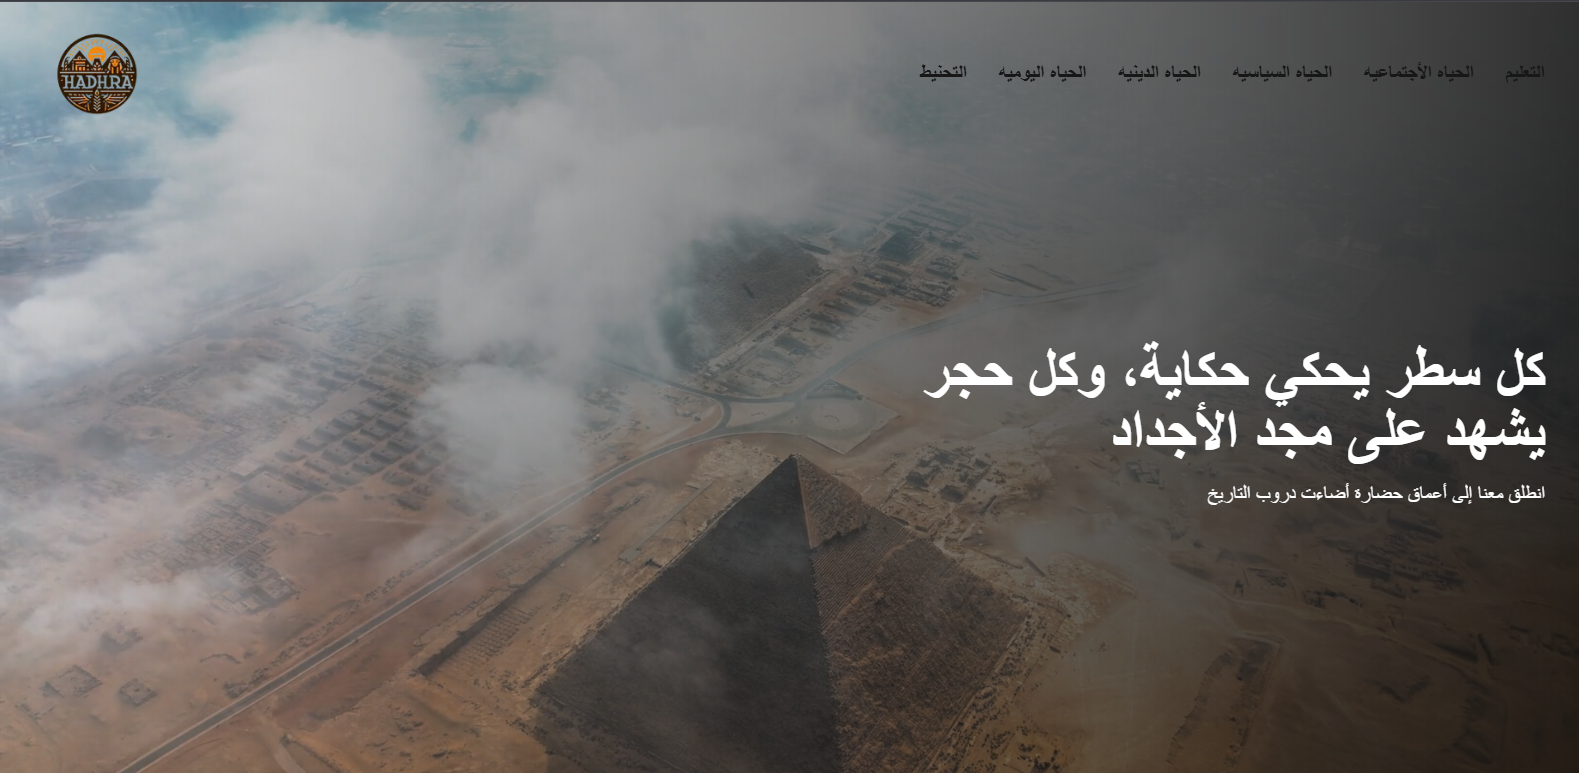 HADHRA
التعليم الحياه الأجتماعيه الحياه السياسيه الحياه الدينيه الحياه اليوميه التحنيط
كل سطر يحكي حكاية، وكل حجر
يشهد على مجد الأجداد
انطلق معنا إلى أعماق حضارة أضاءت دروب التاريخ